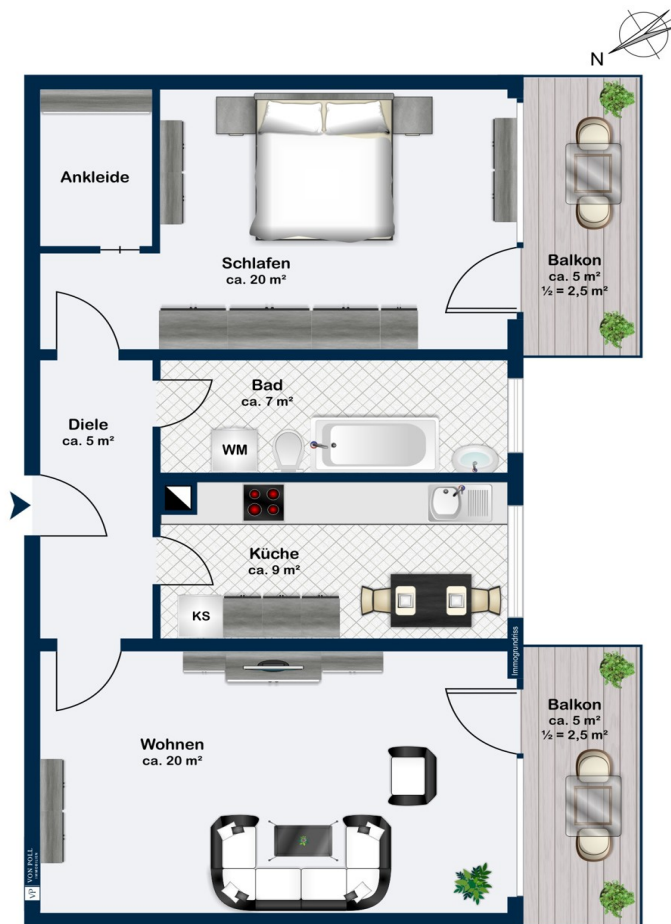 N
Ankleide
Schlafen
ca. 20 m²
Balkon
ca. 5 m²
½ = 2,5 m²
Bad
ca. 7 m²
Diele
ca. 5 m²
WM
Küche
ca. 9 m²
KS
Immogrundriss
Wohnen
ca. 20 m²
Balkon
ca. 5 m²
½ = 2,5 m²
VP VON POLL
IMMOBILIEN